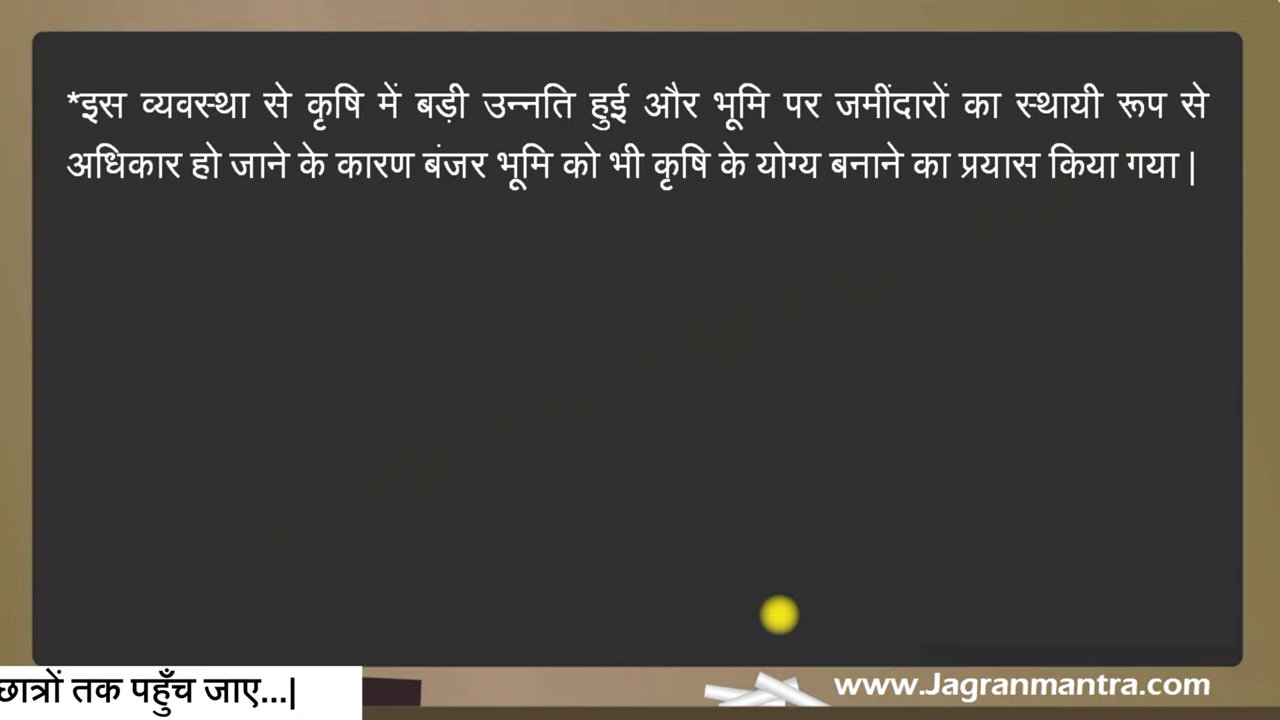 *इस व्यवस्था से कृषि में बड़ी उन्नति हुई और भूमि पर जमींदारों का स्थायी रूप से
अधिकार हो जाने के कारण बंजर भूमि को भी कृषि के योग्य बनाने का प्रयास किया गया |
छात्रों तक पहुँच जाए...|
www.Jagranmantra.com